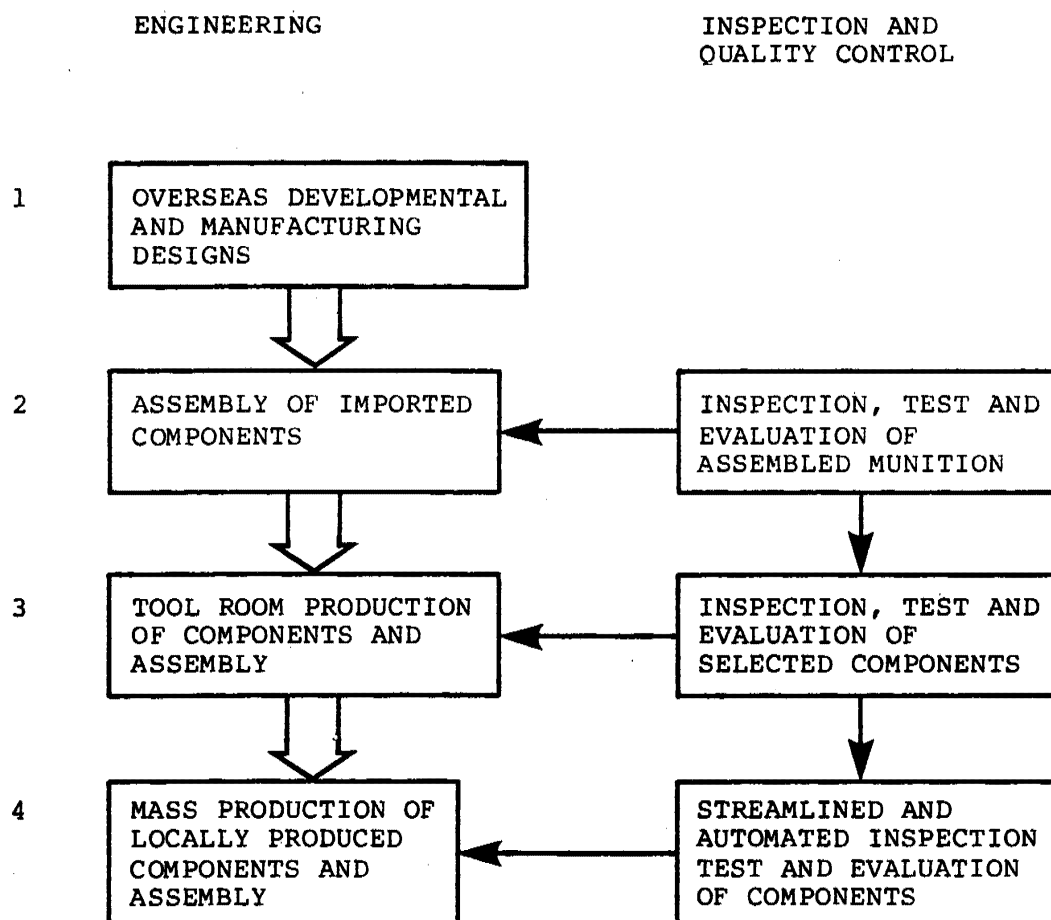 ENGINEERING
INSPECTION AND
QUALITY CONTROL
1
OVERSEAS DEVELOPMENTAL
AND MANUFACTURING
DESIGNS
2
ASSEMBLY OF IMPORTED
COMPONENTS
INSPECTION, TEST AND
EVALUATION OF
ASSEMBLED MUNITION
3
TOOL ROOM PRODUCTION
OF COMPONENTS AND
ASSEMBLY
INSPECTION, TEST AND
EVALUATION OF
SELECTED COMPONENTS
4
MASS PRODUCTION OF
LOCALLY PRODUCED
COMPONENTS AND
ASSEMBLY
STREAMLINED AND
AUTOMATED INSPECTION
TEST AND EVALUATION
OF COMPONENTS